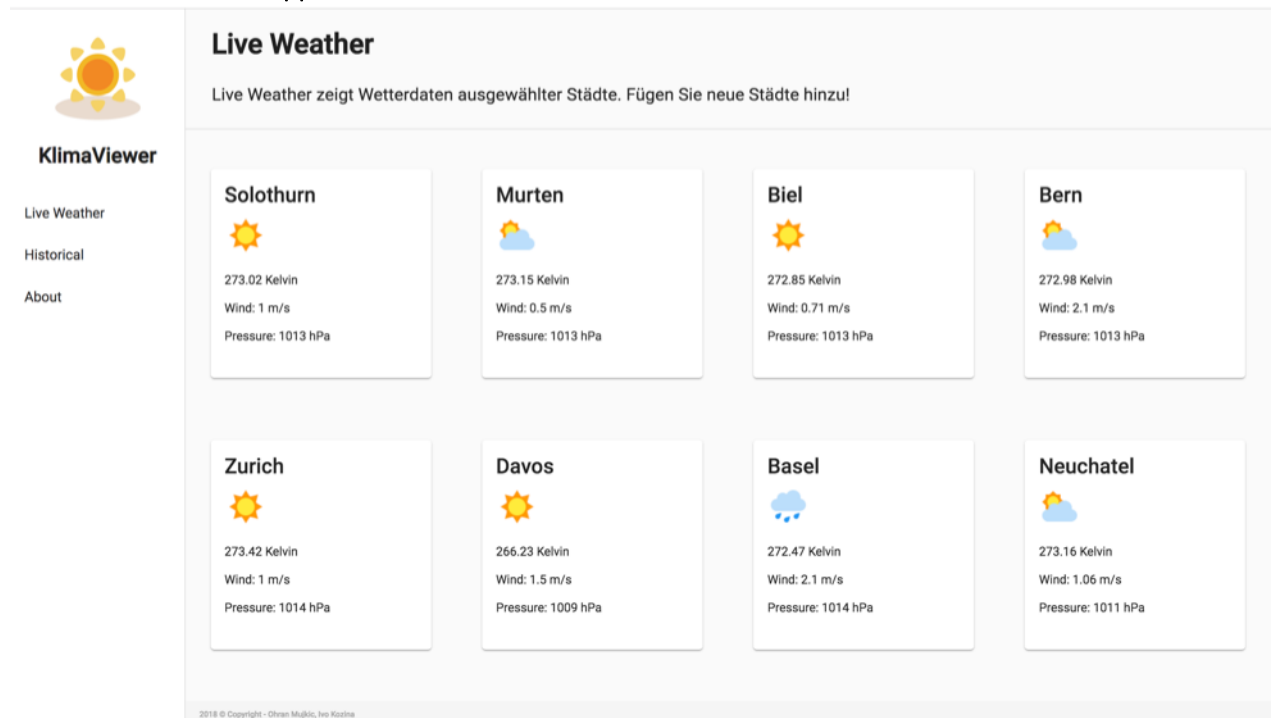 KlimaViewer
Live Weather
Historical
About
Live Weather
Live Weather zeigt Wetterdaten ausgewählter Städte. Fügen Sie neue Städte hinzu!
Solothurn
273.02 Kelvin
Wind: 1 m/s
Pressure: 1013 hPa
Murten
273.15 Kelvin
Wind: 0.5 m/s
Pressure: 1013 hPa
Biel
272.85 Kelvin
Wind: 0.71 m/s
Pressure: 1013 hPa
Bern
272.98 Kelvin
Wind: 2.1 m/s
Pressure: 1013 hPa
Zurich
273.42 Kelvin
Wind: 1 m/s
Pressure: 1014 hPa
Davos
266.23 Kelvin
Wind: 1.5 m/s
Pressure: 1009 hPa
Basel
272.47 Kelvin
Wind: 2.1 m/s
Pressure: 1014 hPa
Neuchatel
273.16 Kelvin
Wind: 1.06 m/s
Pressure: 1011 hPa
2018 © Copyright - Ohran Mujkic, Ivo Kozina